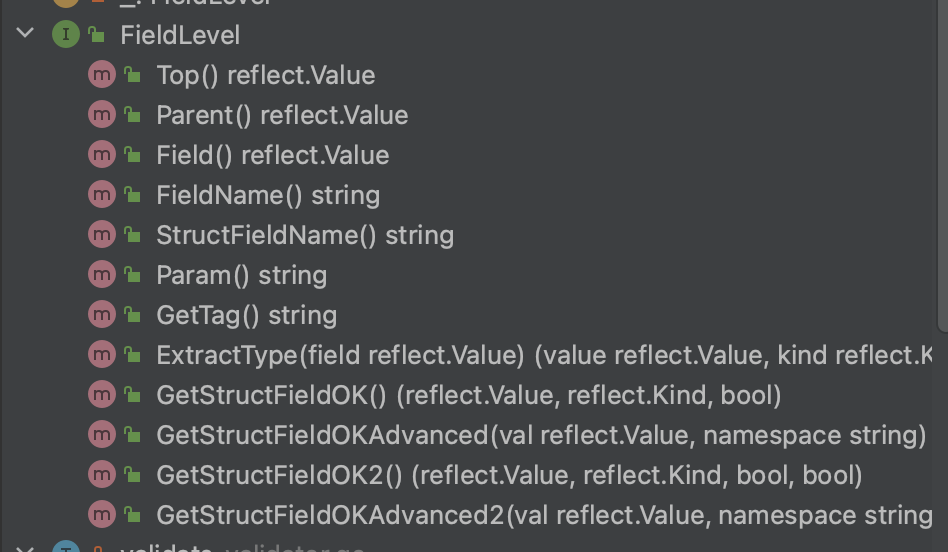 _: FieldLevel
I FieldLevel
m Top() reflect.Value
m Parent() reflect.Value
m Field() reflect.Value
m FieldName() string
m StructFieldName() string
m Param() string
m GetTag() string
m ExtractType(field reflect.Value) (value reflect.Value, kind reflect.K
m GetStructFieldOK() (reflect.Value, reflect.Kind, bool)
m GetStructFieldOKAdvanced(val reflect.Value, namespace string)
m GetStructFieldOK2() (reflect.Value, reflect.Kind, bool, bool)
m GetStructFieldOKAdvanced2(val reflect.Value, namespace string
validate validator.go